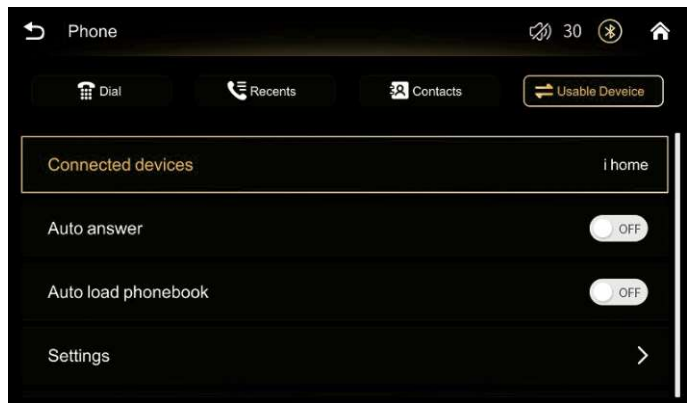 Phone 30
Dial Recents Contacts Usable Deveice
Connected devices i home
Auto answer OFF
Auto load phonebook OFF
Settings